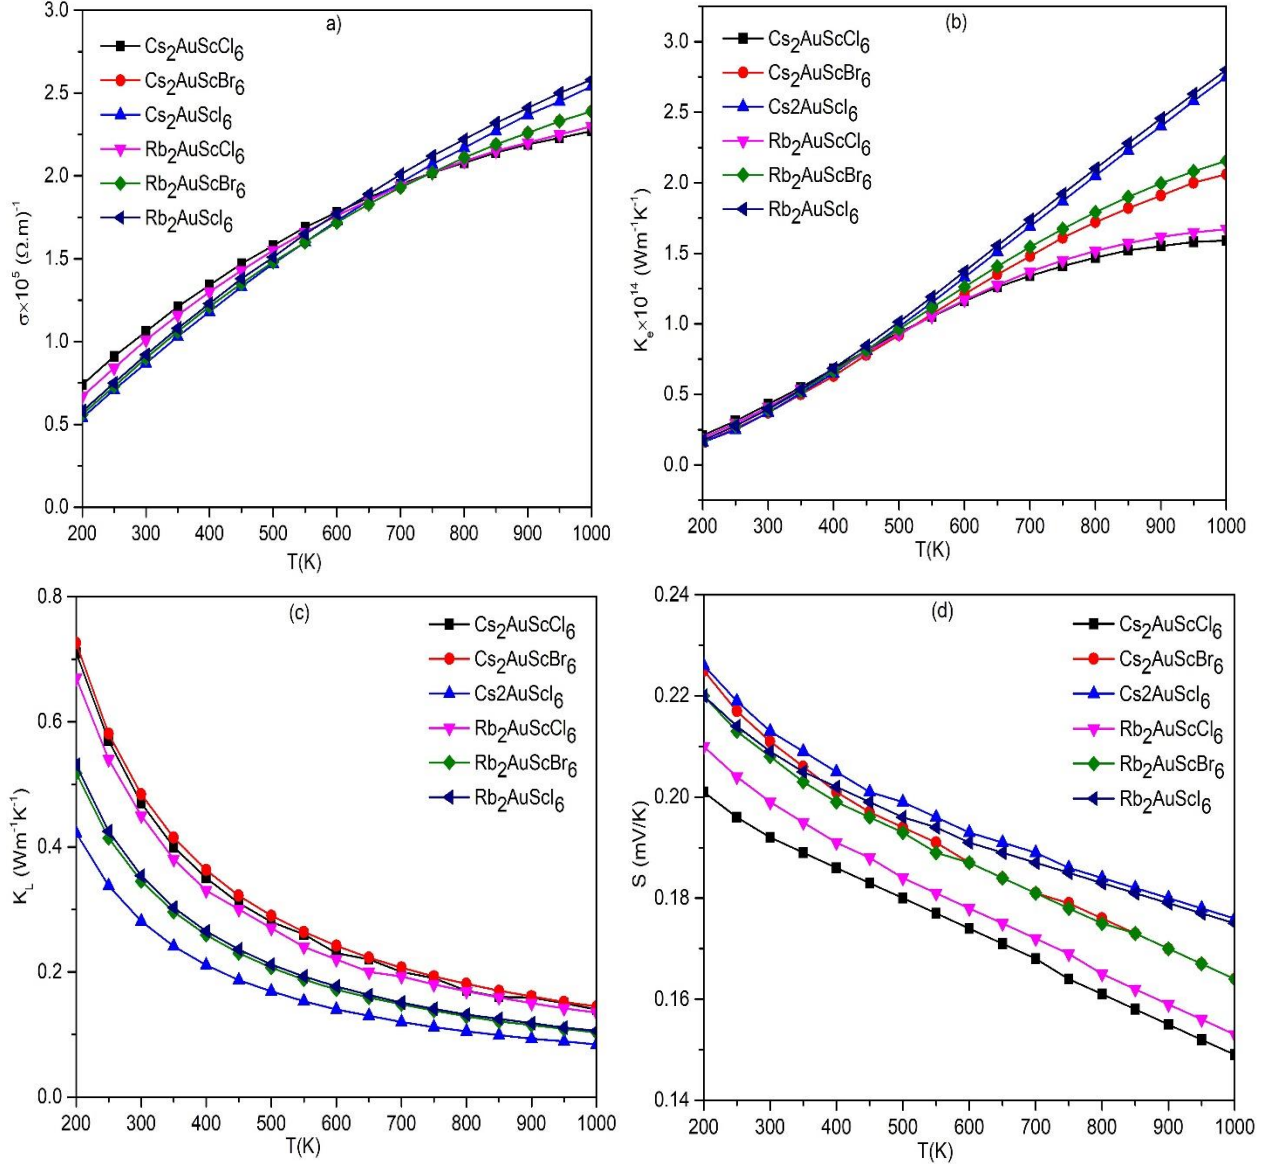 a)
3.0
2.5
2.0
1.5
1.0
0.5
0.0
σ×10⁵ (Ω.m)⁻¹
Cs₂AuScCl₆
Cs₂AuScBr₆
Cs₂AuScI₆
Rb₂AuScCl₆
Rb₂AuScBr₆
Rb₂AuScI₆
200 300 400 500 600 700 800 900 1000
T(K)
(b)
3.0
2.5
2.0
1.5
1.0
0.5
0.0
Kₑ×10¹⁴ (Wm⁻¹K⁻¹)
Cs₂AuScCl₆
Cs₂AuScBr₆
Cs2AuScI₆
Rb₂AuScCl₆
Rb₂AuScBr₆
Rb₂AuScI₆
200 300 400 500 600 700 800 900 1000
T(K)
(c)
0.8
0.6
0.4
0.2
0.0
K_L (Wm⁻¹K⁻¹)
Cs₂AuScCl₆
Cs₂AuScBr₆
Cs2AuScI₆
Rb₂AuScCl₆
Rb₂AuScBr₆
Rb₂AuScI₆
200 300 400 500 600 700 800 900 1000
T(K)
(d)
0.24
0.22
0.20
0.18
0.16
0.14
S (mV/K)
Cs₂AuScCl₆
Cs₂AuScBr₆
Cs2AuScI₆
Rb₂AuScCl₆
Rb₂AuScBr₆
Rb₂AuScI₆
200 300 400 500 600 700 800 900 1000
T(K)